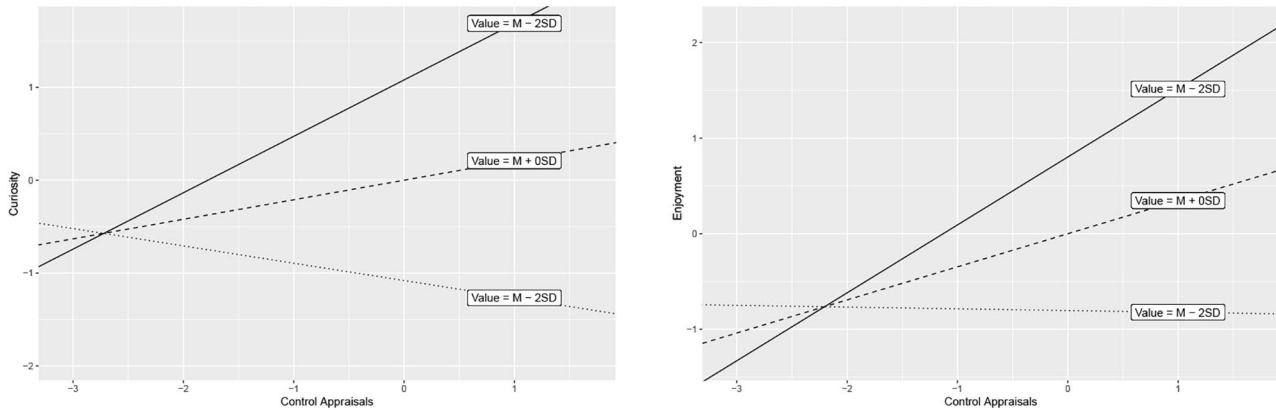 Value = M − 2SD
1
Value = M + 0SD
0
Curiosity
−1
Value = M − 2SD
−2
−3
−2
−1
0
1
Control Appraisals
2
Value = M − 2SD
1
Value = M + 0SD
Enjoyment
0
Value = M − 2SD
−1
−3
−2
−1
0
1
Control Appraisals